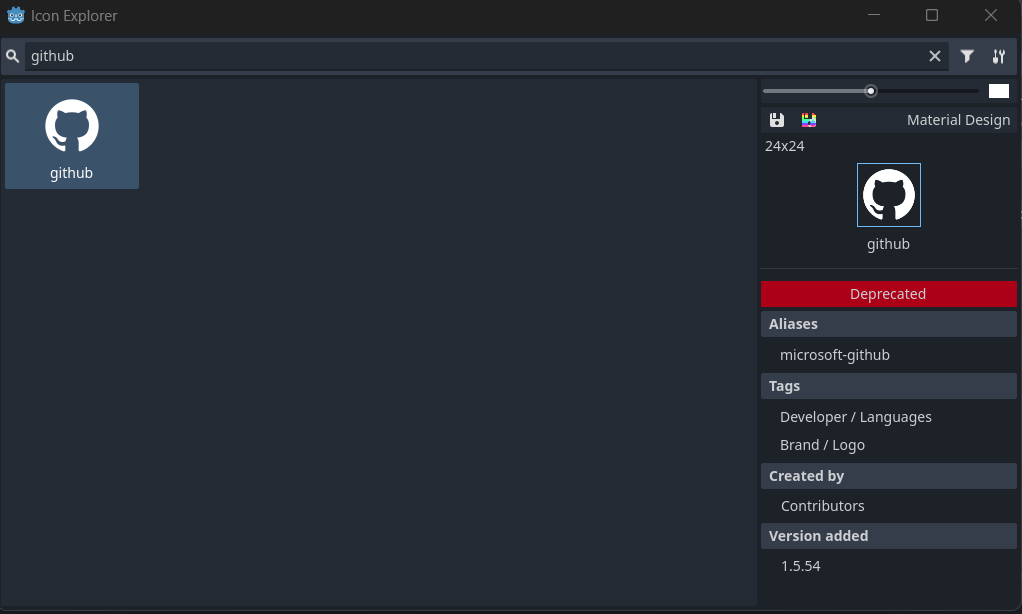 Icon Explorer
github
github
Material Design
24x24
github
Deprecated
Aliases
microsoft-github
Tags
Developer / Languages
Brand / Logo
Created by
Contributors
Version added
1.5.54